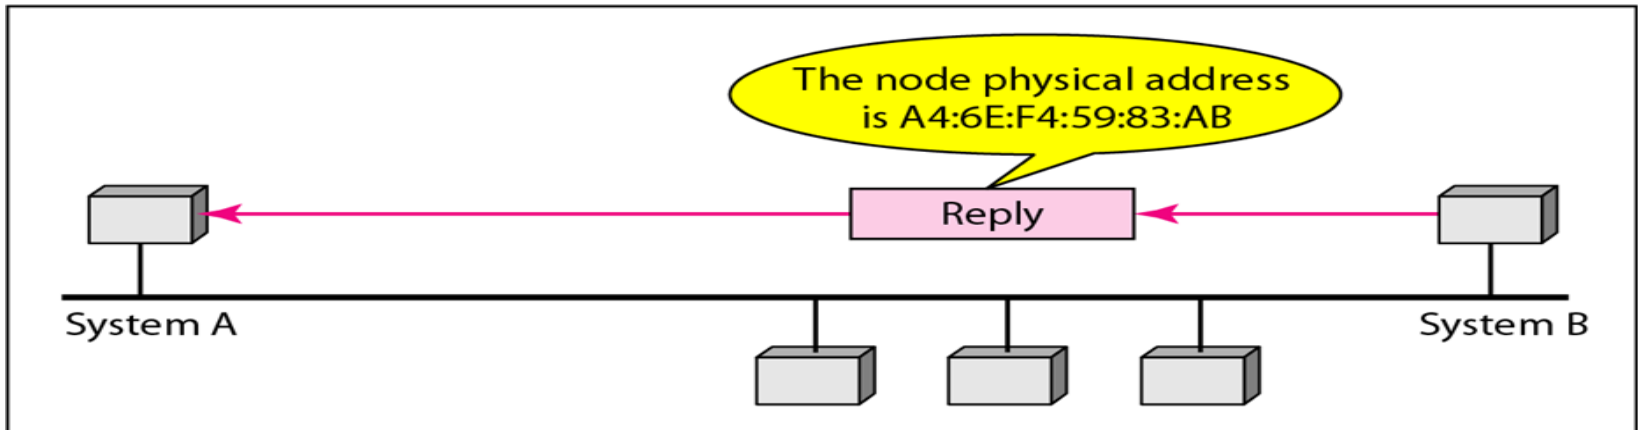 The node physical address
is A4:6E:F4:59:83:AB
Reply
System A
System B